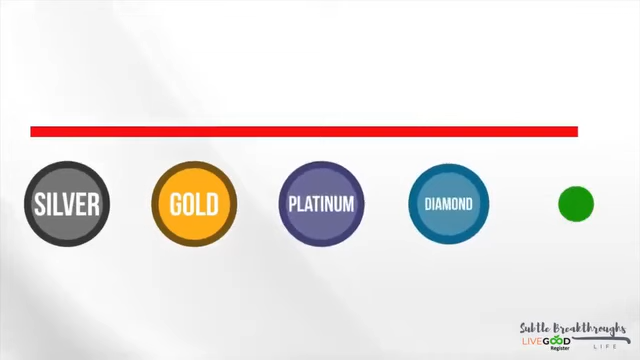 SILVER
GOLD
PLATINUM
DIAMOND
Subtle Breakthroughs
LIVEGOOD
Register
LIFE